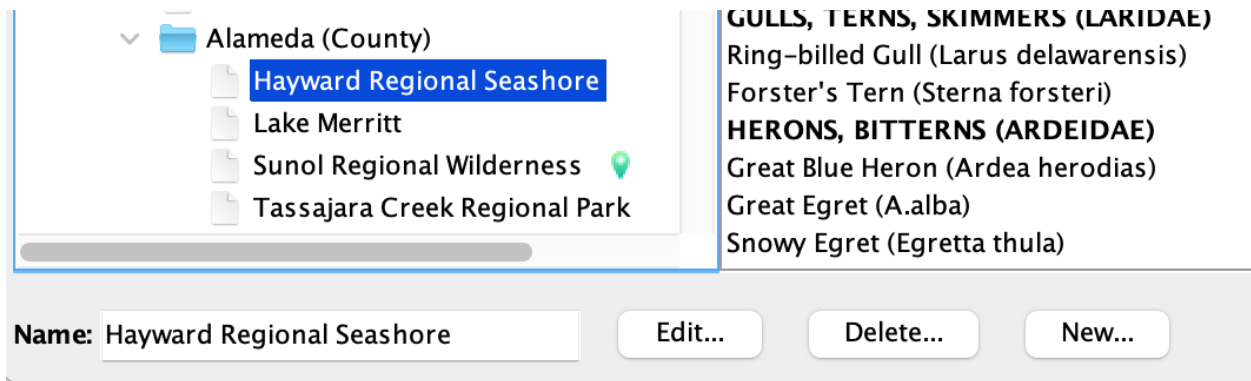 Alameda (County)
Hayward Regional Seashore
Lake Merritt
Sunol Regional Wilderness
Tassajara Creek Regional Park
GULLS, TERNS, SKIMMERS (LARIDAE)
Ring-billed Gull (Larus delawarensis)
Forster's Tern (Sterna forsteri)
HERONS, BITTERNS (ARDEIDAE)
Great Blue Heron (Ardea herodias)
Great Egret (A.alba)
Snowy Egret (Egretta thula)
Name: Hayward Regional Seashore Edit... Delete... New...